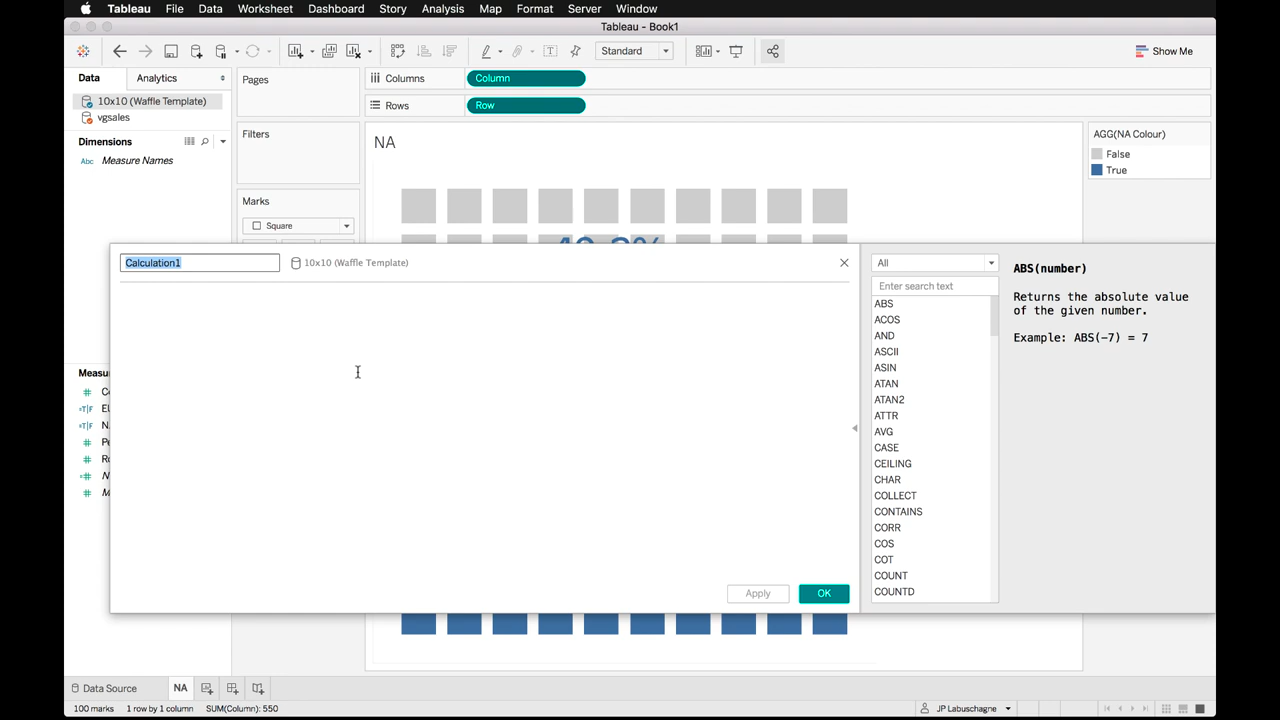 Tableau File Data Worksheet Dashboard Story Analysis Map Format Server Window
Tableau - Book1
Standard
Show Me
Data
Analytics
Pages
Columns
Column
10x10 (Waffle Template)
vgsales
Rows
Row
Filters
NA
AGG(NA Colour)
False
True
Dimensions
Abc
Measure Names
Marks
Square
Calculation1
10x10 (Waffle Template)
All
Enter search text
ABS
ACOS
AND
ASCII
ASIN
ATAN
ATAN2
ATTR
AVG
CASE
CEILING
CHAR
COLLECT
CONTAINS
CORR
COS
COT
COUNT
COUNTD
ABS(number)
Returns the absolute value
of the given number.
Example: ABS(-7) = 7
Apply
OK
Data Source
NA
100 marks
1 row by 1 column
SUM(Column): 550
JP Labuschagne